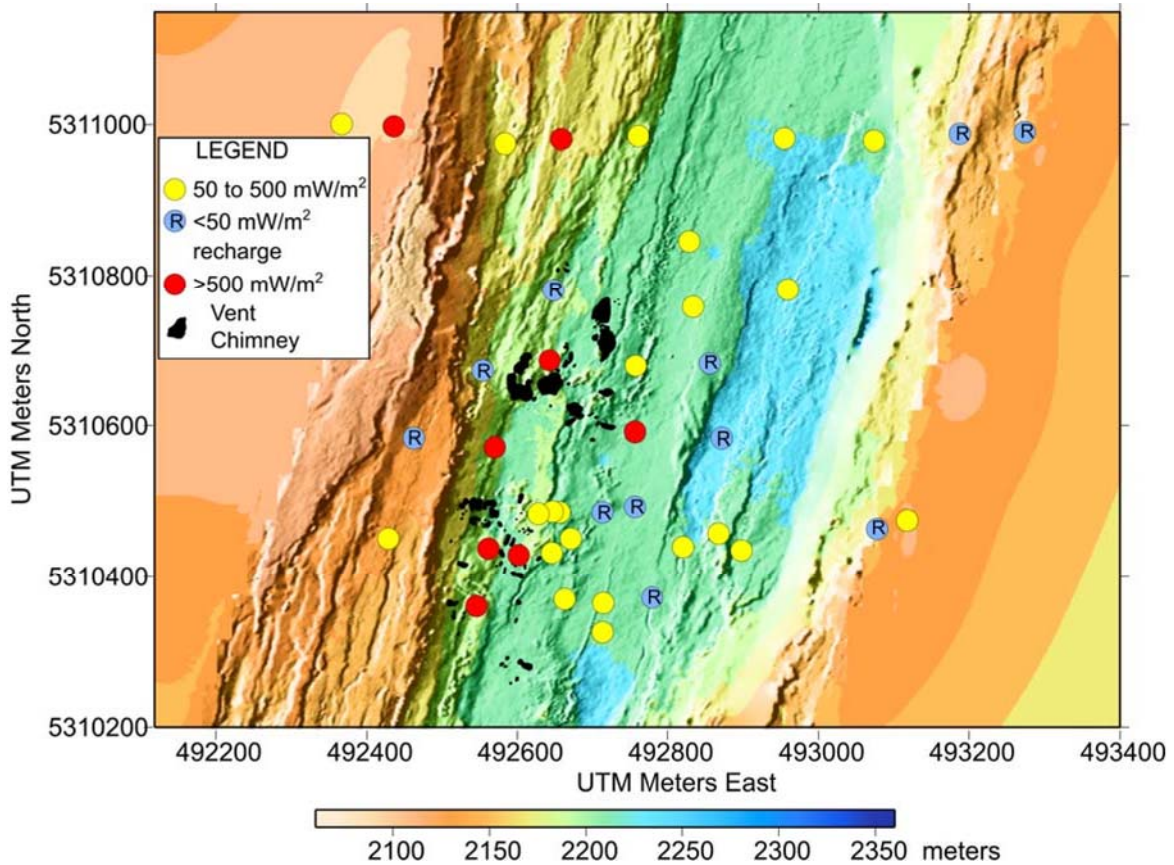 5311000
5310800
5310600
5310400
5310200
UTM Meters North
LEGEND
50 to 500 mW/m²
R <50 mW/m²
recharge
>500 mW/m²
Vent
Chimney
R R
R
R R
R R
R R R
R
492200 492400 492600 492800 493000 493200 493400
UTM Meters East
2100 2150 2200 2250 2300 2350 meters